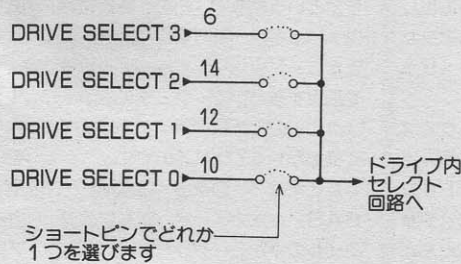 DRIVE SELECT 3 6
DRIVE SELECT 2 14
DRIVE SELECT 1 12
DRIVE SELECT 0 10
ドライブ内
セレクト
回路へ
ショートピンでどれか
1つを選びます